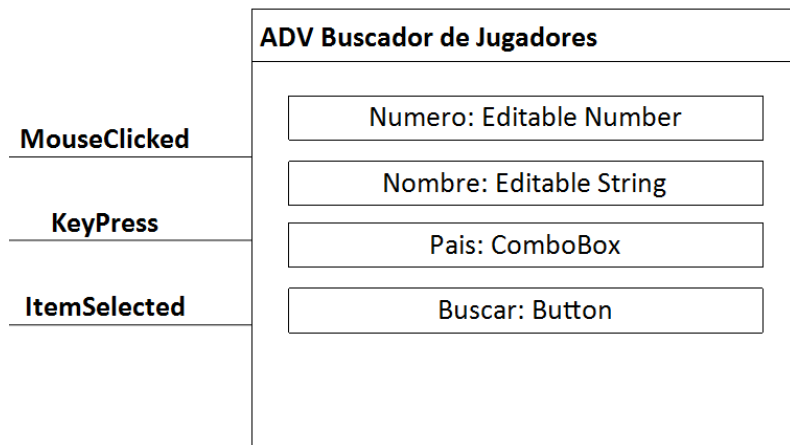 ADV Buscador de Jugadores
Numero: Editable Number
MouseClicked
Nombre: Editable String
KeyPress
Pais: ComboBox
ItemSelected
Buscar: Button